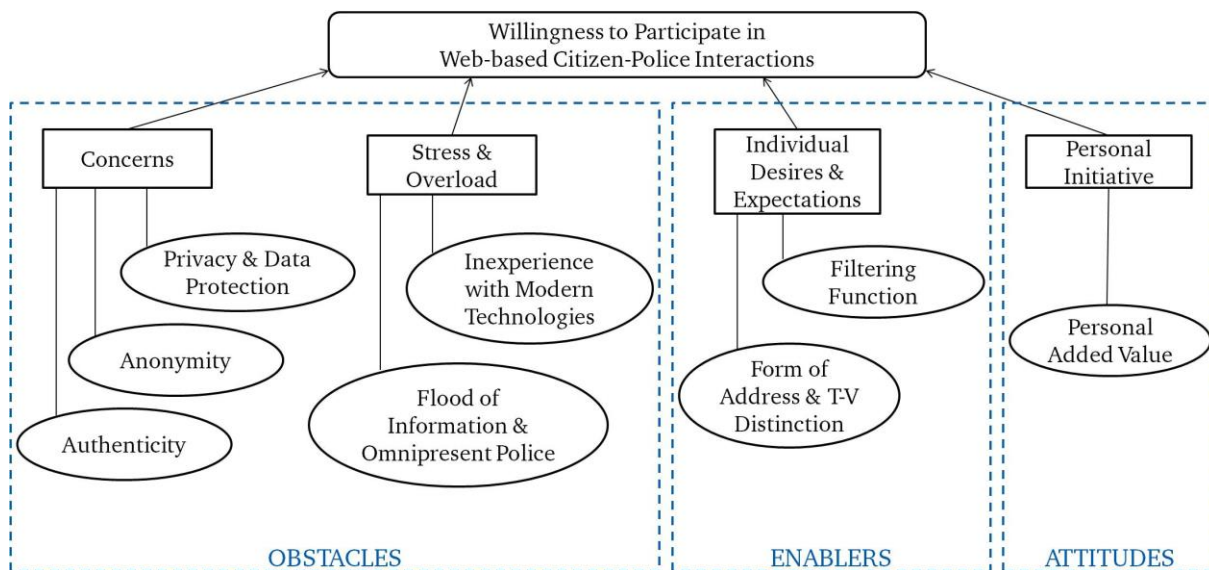 Willingness to Participate in
Web-based Citizen-Police Interactions
Concerns
Privacy & Data
Protection
Anonymity
Authenticity
Stress &
Overload
Inexperience
with Modern
Technologies
Flood of
Information &
Omnipresent Police
OBSTACLES
Individual
Desires &
Expectations
Filtering
Function
Form of
Address & T-V
Distinction
ENABLERS
Personal
Initiative
Personal
Added Value
ATTITUDES